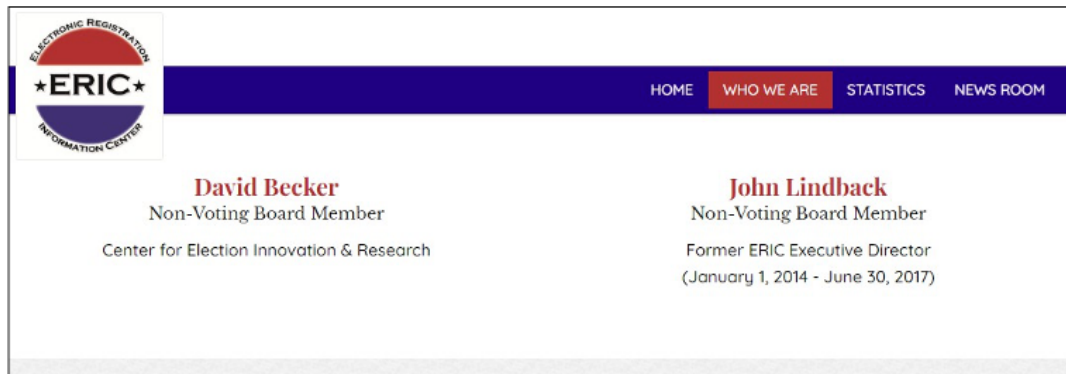 ELECTRONIC REGISTRATION
★ERIC★
INFORMATION CENTER
HOME WHO WE ARE STATISTICS NEWS ROOM
David Becker
Non-Voting Board Member
Center for Election Innovation & Research
John Lindback
Non-Voting Board Member
Former ERIC Executive Director
(January 1, 2014 - June 30, 2017)